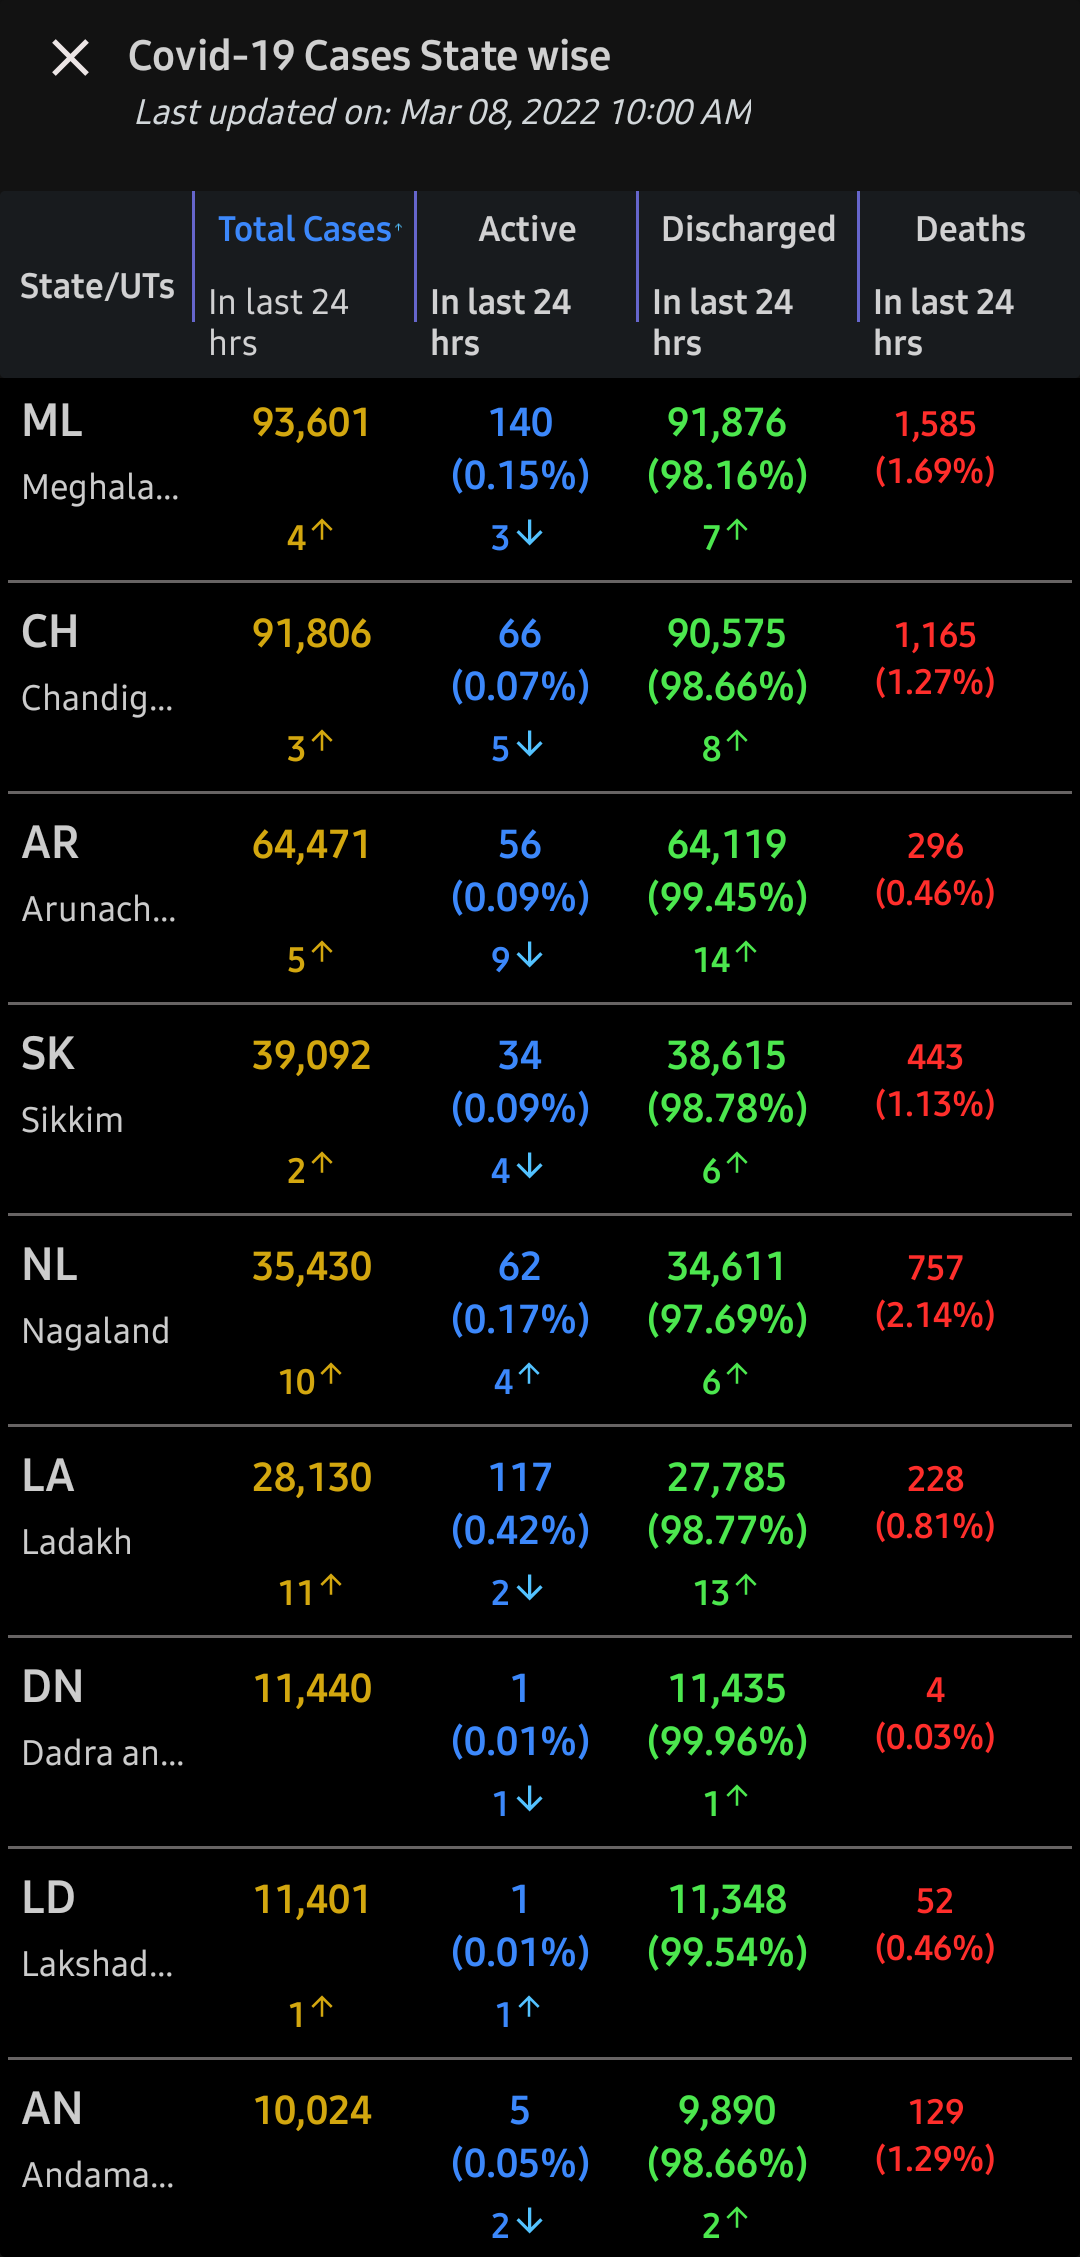 Covid-19 Cases State wise
Last updated on: Mar 08, 2022 10:00 AM
State/UTs
Total Cases↑ Active Discharged Deaths
In last 24 hrs In last 24 hrs In last 24 hrs In last 24 hrs
ML 93,601 140 91,876 1,585
Meghala... (0.15%) (98.16%) (1.69%)
4↑ 3↓ 7↑
CH 91,806 66 90,575 1,165
Chandig... (0.07%) (98.66%) (1.27%)
3↑ 5↓ 8↑
AR 64,471 56 64,119 296
Arunach... (0.09%) (99.45%) (0.46%)
5↑ 9↓ 14↑
SK 39,092 34 38,615 443
Sikkim (0.09%) (98.78%) (1.13%)
2↑ 4↓ 6↑
NL 35,430 62 34,611 757
Nagaland (0.17%) (97.69%) (2.14%)
10↑ 4↑ 6↑
LA 28,130 117 27,785 228
Ladakh (0.42%) (98.77%) (0.81%)
11↑ 2↓ 13↑
DN 11,440 1 11,435 4
Dadra an... (0.01%) (99.96%) (0.03%)
1↓ 1↑
LD 11,401 1 11,348 52
Lakshad... (0.01%) (99.54%) (0.46%)
1↑ 1↑
AN 10,024 5 9,890 129
Andama... (0.05%) (98.66%) (1.29%)
2↓ 2↑